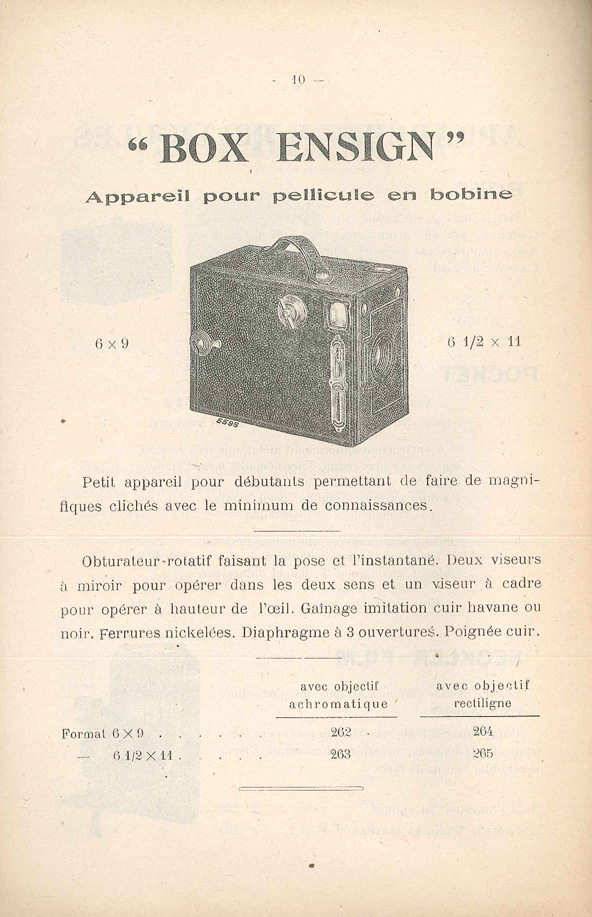 - 10 -
“BOX ENSIGN”
Appareil pour pellicule en bobine
6 × 9
6 1/2 × 11
5595
Petit appareil pour débutants permettant de faire de magni-
fiques clichés avec le minimum de connaissances.
Obturateur-rotatif faisant la pose et l'instantané. Deux viseurs
à miroir pour opérer dans les deux sens et un viseur à cadre
pour opérer à hauteur de l'œil. Gainage imitation cuir havane ou
noir. Ferrures nickelées. Diaphragme à 3 ouvertures. Poignée cuir.
avec objectif avec objectif
achromatique rectiligne
Format 6 × 9 . . . . . 262 . 264
— 6 1/2 × 11 . . . . . 263 265